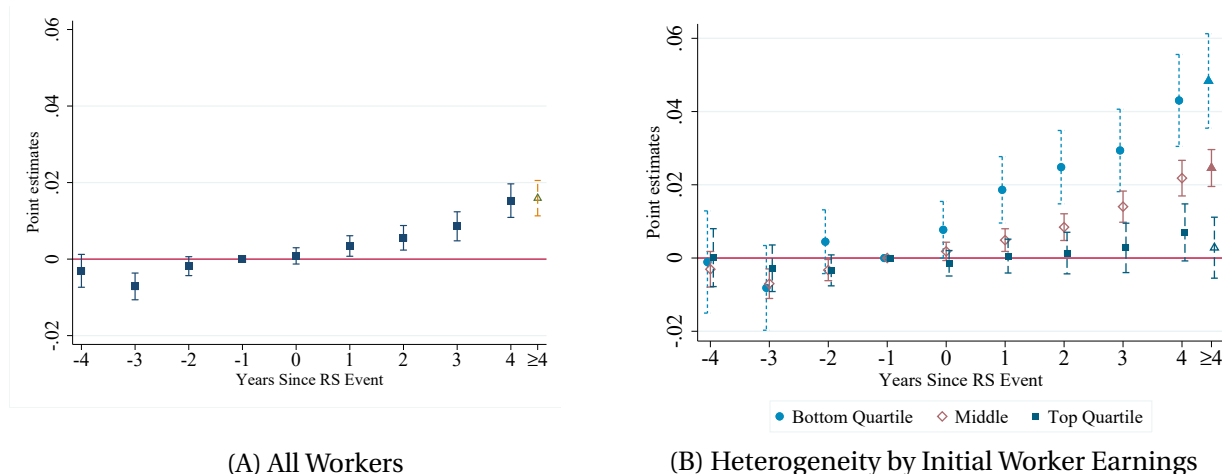 Point estimates
.06
.04
.02
0
-.02
-4 -3 -2 -1 0 1 2 3 4 ≥4
Years Since RS Event
(A) All Workers
Point estimates
.06
.04
.02
0
-.02
-4 -3 -2 -1 0 1 2 3 4 ≥4
Years Since RS Event
Bottom Quartile Middle Top Quartile
(B) Heterogeneity by Initial Worker Earnings